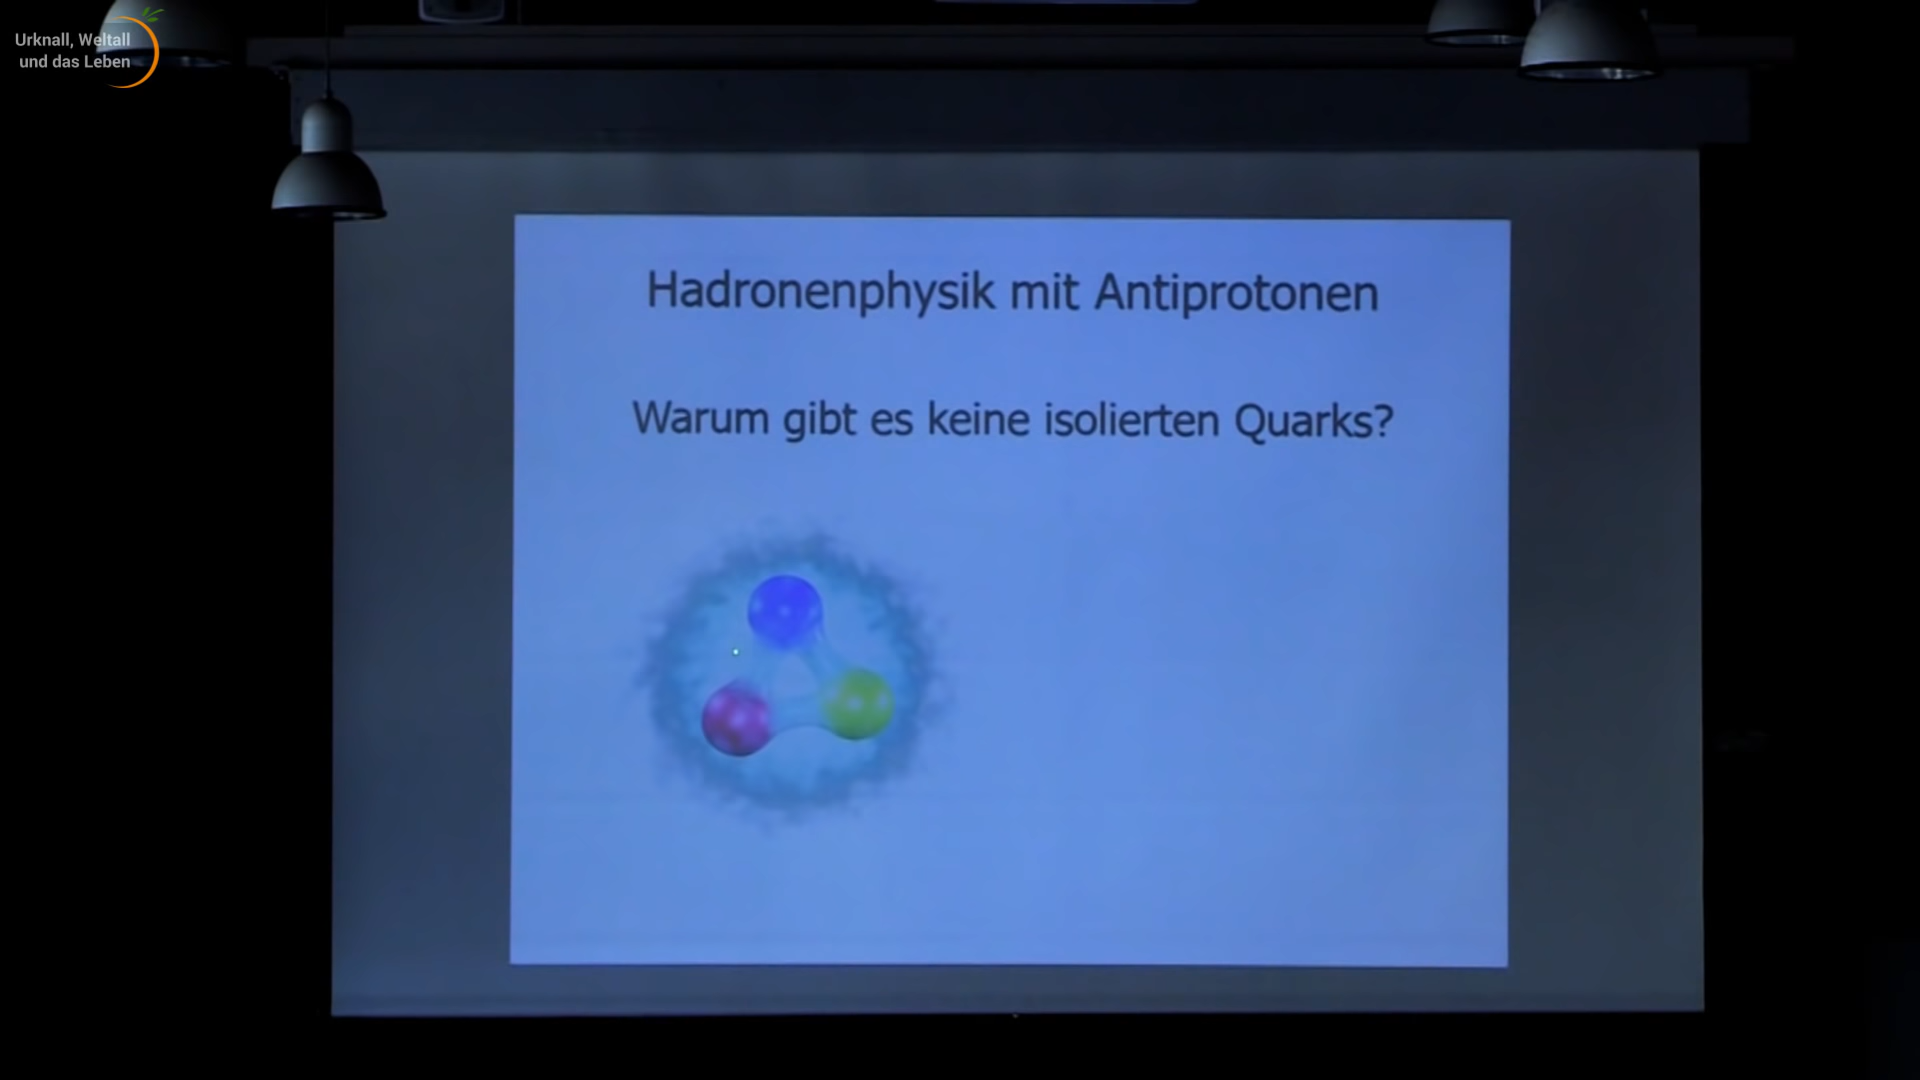 Urknall, Weltall
und das Leben
Hadronenphysik mit Antiprotonen
Warum gibt es keine isolierten Quarks?